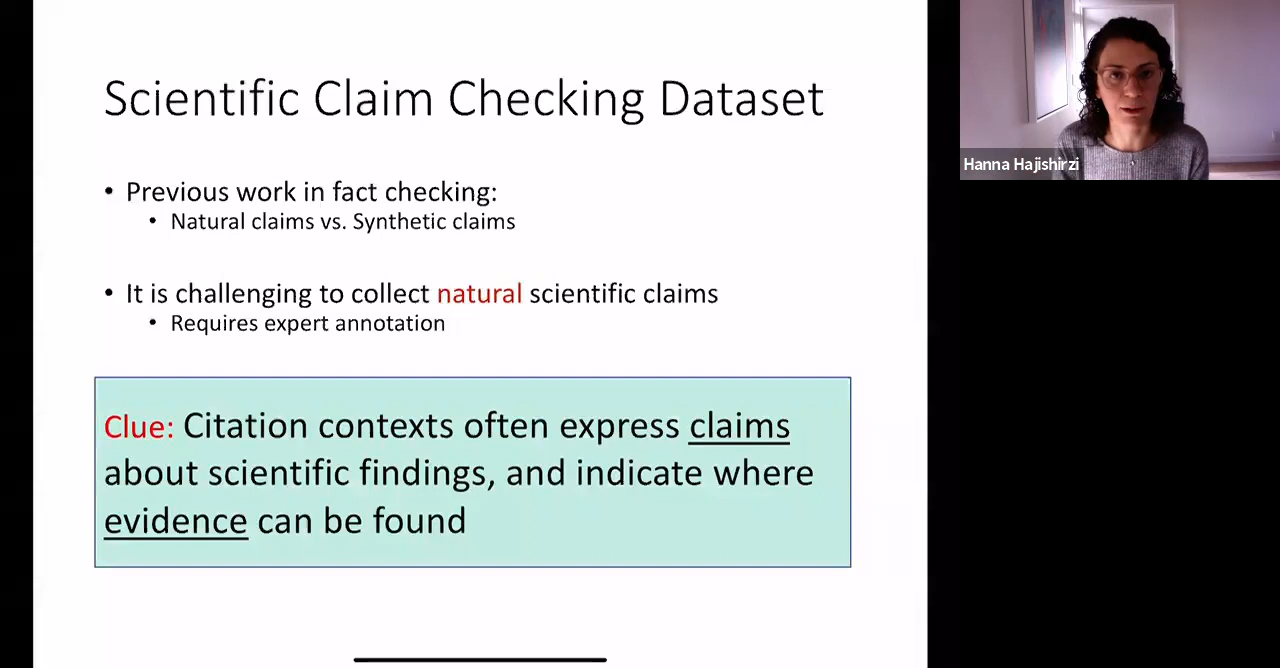 Scientific Claim Checking Dataset
• Previous work in fact checking:
• Natural claims vs. Synthetic claims
• It is challenging to collect natural scientific claims
• Requires expert annotation
Clue: Citation contexts often express claims
about scientific findings, and indicate where
evidence can be found
Hanna Hajishirzi